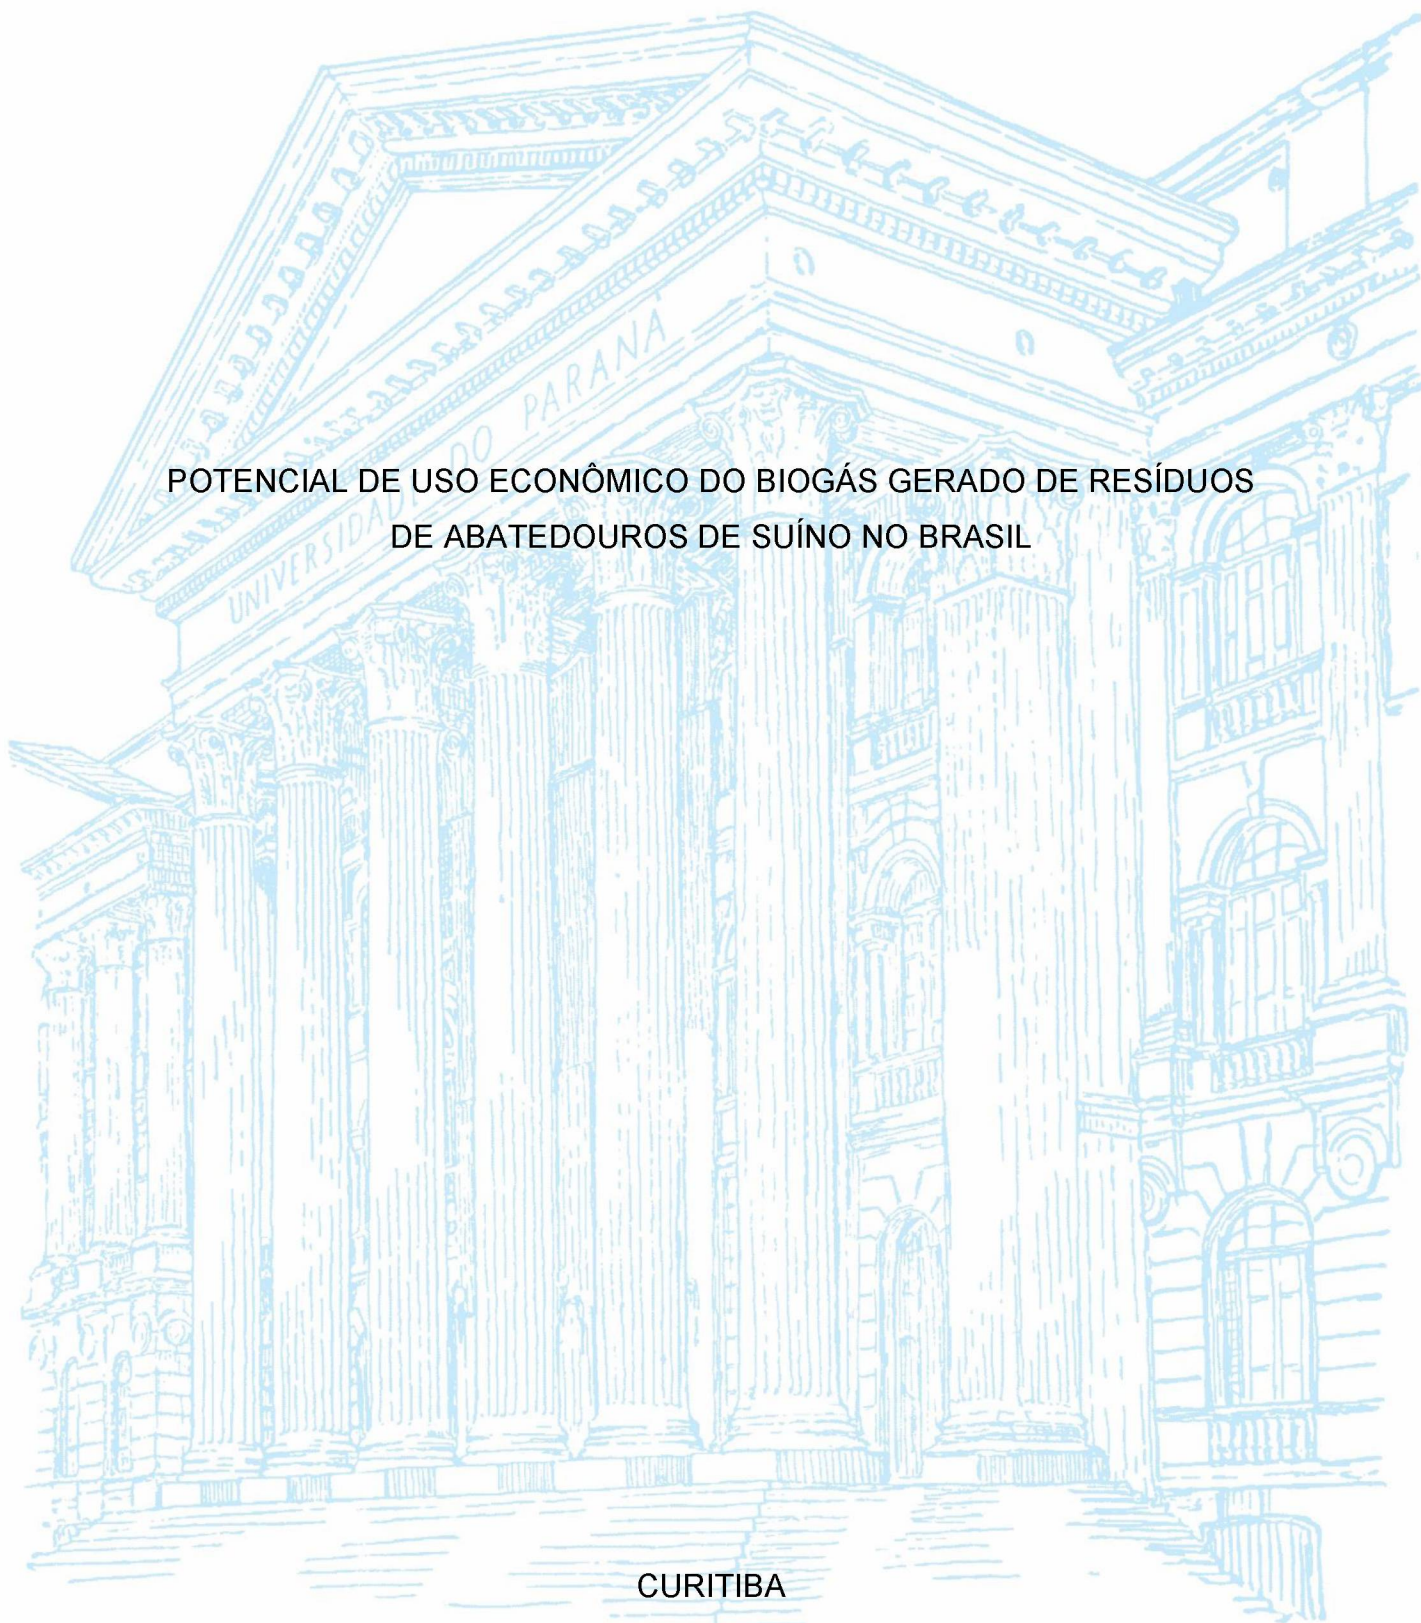 UNIVERSIDADE DO PARANÁ
POTENCIAL DE USO ECONÔMICO DO BIOGÁS GERADO DE RESÍDUOS
DE ABATEDOUROS DE SUÍNO NO BRASIL
CURITIBA